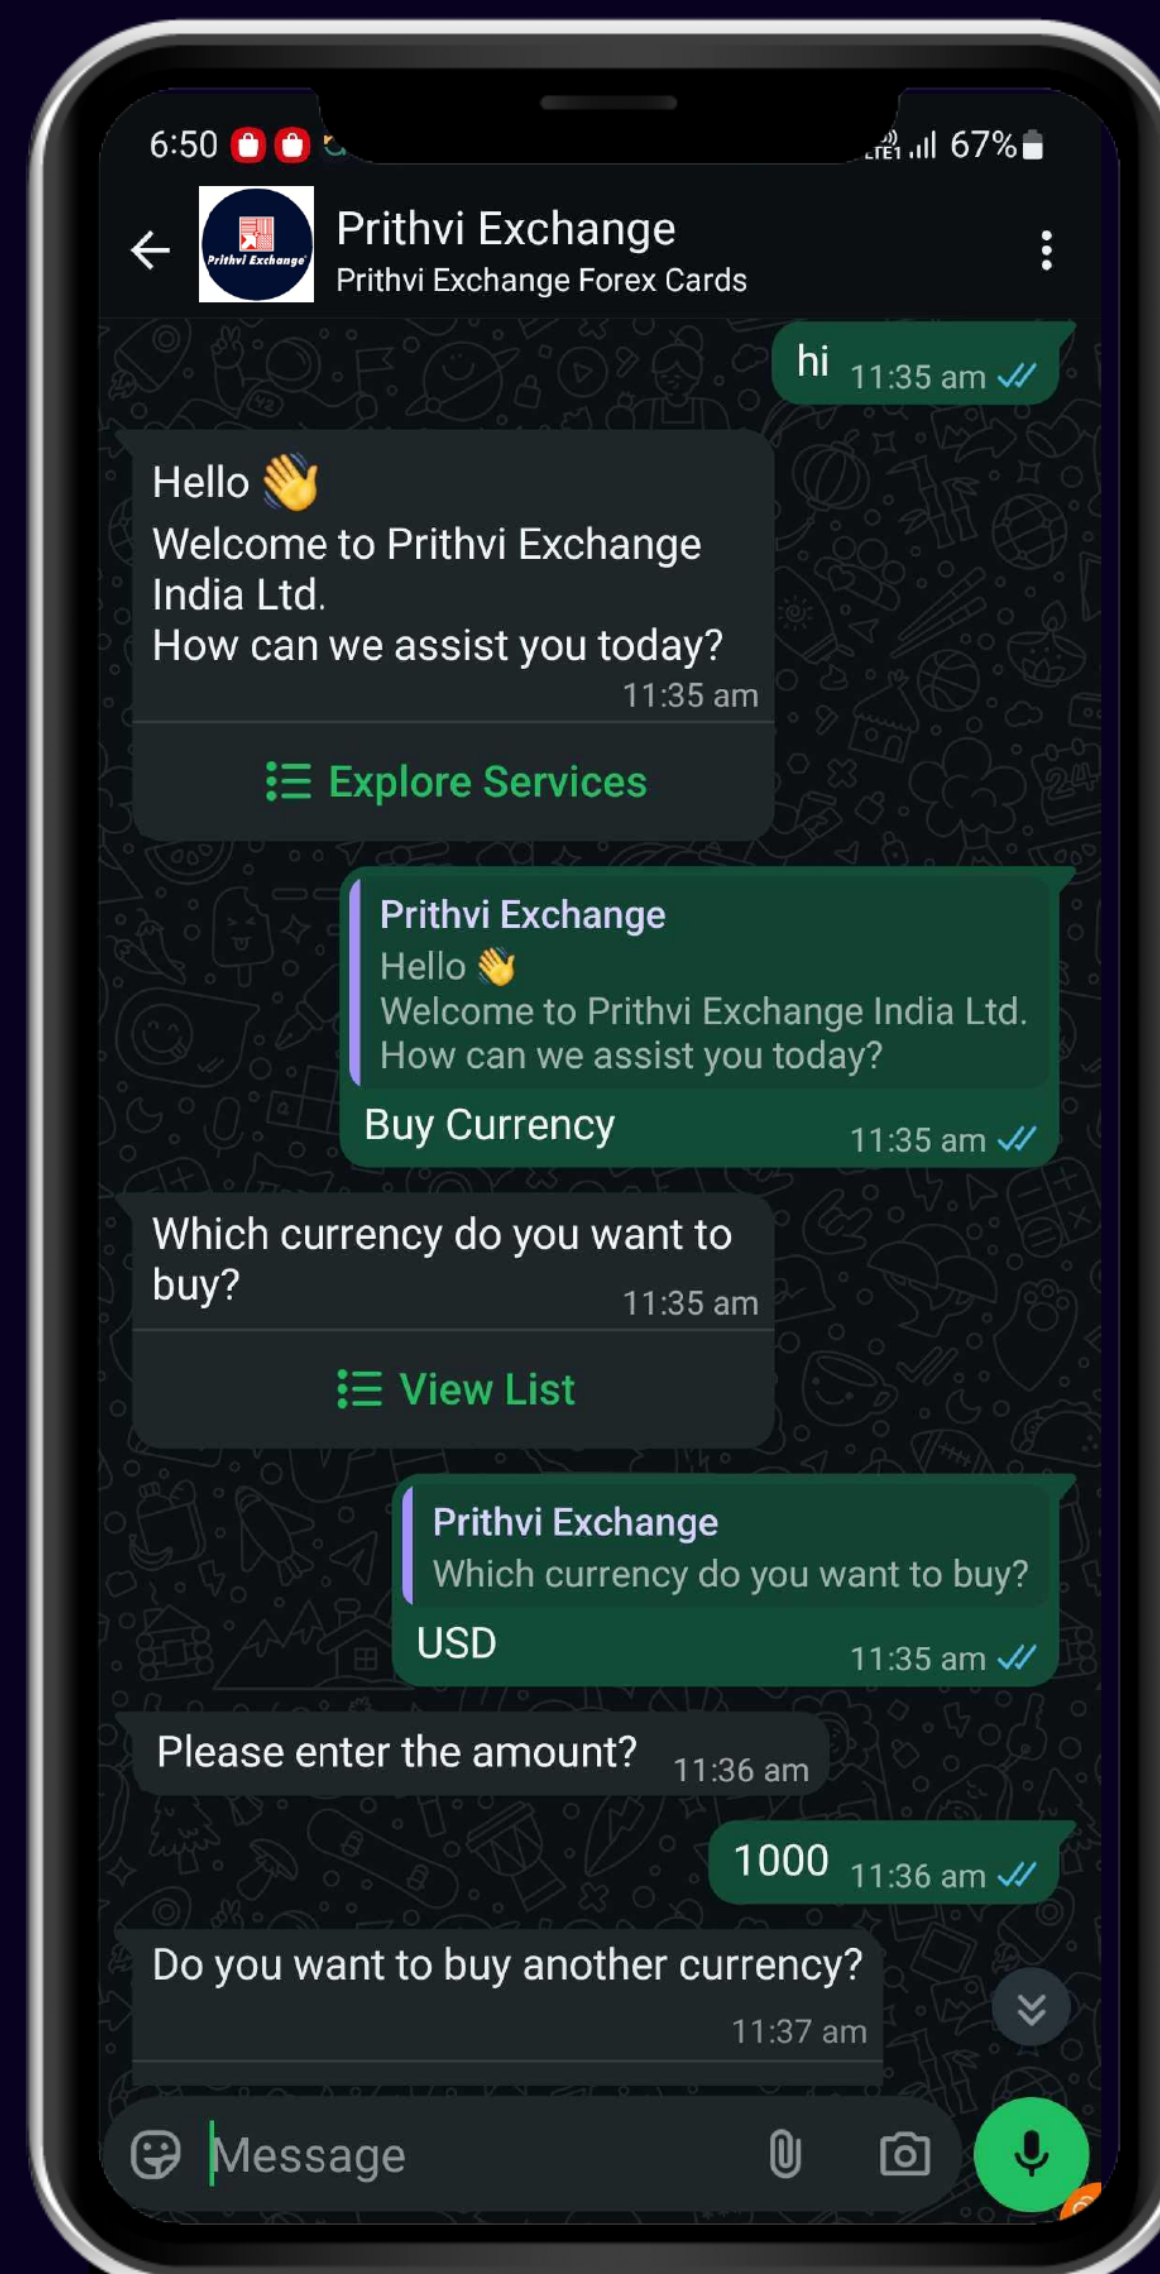 6:50
LTE1 67%
Prithvi Exchange
Prithvi Exchange
Prithvi Exchange Forex Cards
hi 11:35 am
Hello 👋
Welcome to Prithvi Exchange
India Ltd.
How can we assist you today?
11:35 am
Explore Services
Prithvi Exchange
Hello 👋
Welcome to Prithvi Exchange India Ltd.
How can we assist you today?
Buy Currency 11:35 am
Which currency do you want to
buy? 11:35 am
View List
Prithvi Exchange
Which currency do you want to buy?
USD 11:35 am
Please enter the amount? 11:36 am
1000 11:36 am
Do you want to buy another currency?
11:37 am
Message